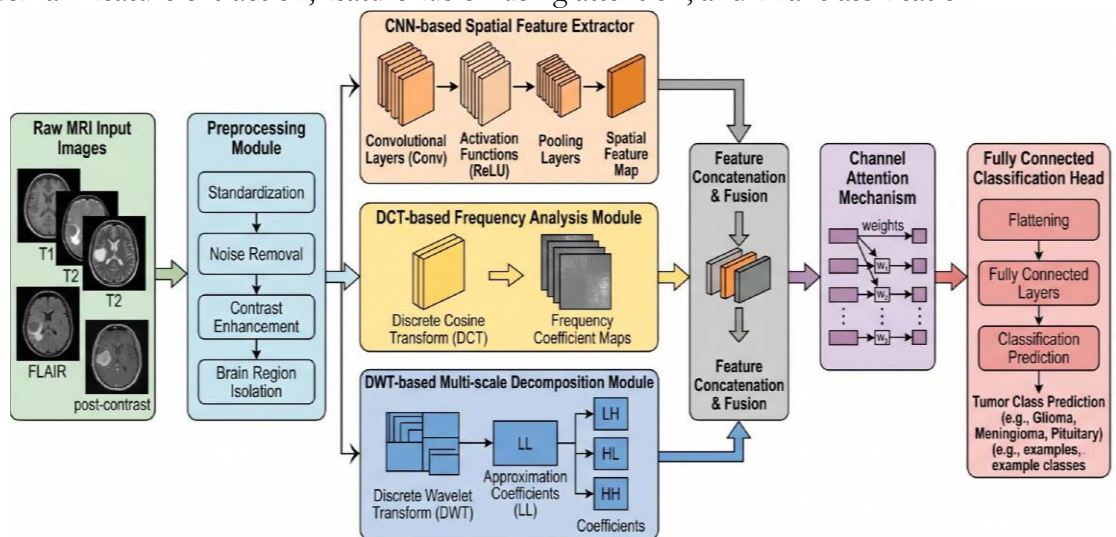 CNN-based Spatial Feature Extractor
Convolutional
Layers (Conv)
Activation
Functions
(ReLU)
Pooling
Layers
Spatial
Feature
Map
Raw MRI Input
Images
T1
T2
T2
FLAIR
post-contrast
Preprocessing
Module
Standardization
Noise Removal
Contrast
Enhancement
Brain Region
Isolation
DCT-based Frequency Analysis Module
Discrete Cosine
Transform (DCT)
Frequency
Coefficient Maps
DWT-based Multi-scale Decomposition Module
Discrete Wavelet
Transform (DWT)
LL
Approximation
Coefficients
(LL)
LH
HL
HH
Coefficients
Feature
Concatenation
& Fusion
Feature
Concatenation
& Fusion
Channel
Attention
Mechanism
weights
W₁
W₂
Fully Connected
Classification Head
Flattening
Fully Connected
Layers
Classification
Prediction
Tumor Class Prediction
(e.g., Glioma,
Meningioma, Pituitary)
(e.g., examples,
example classes